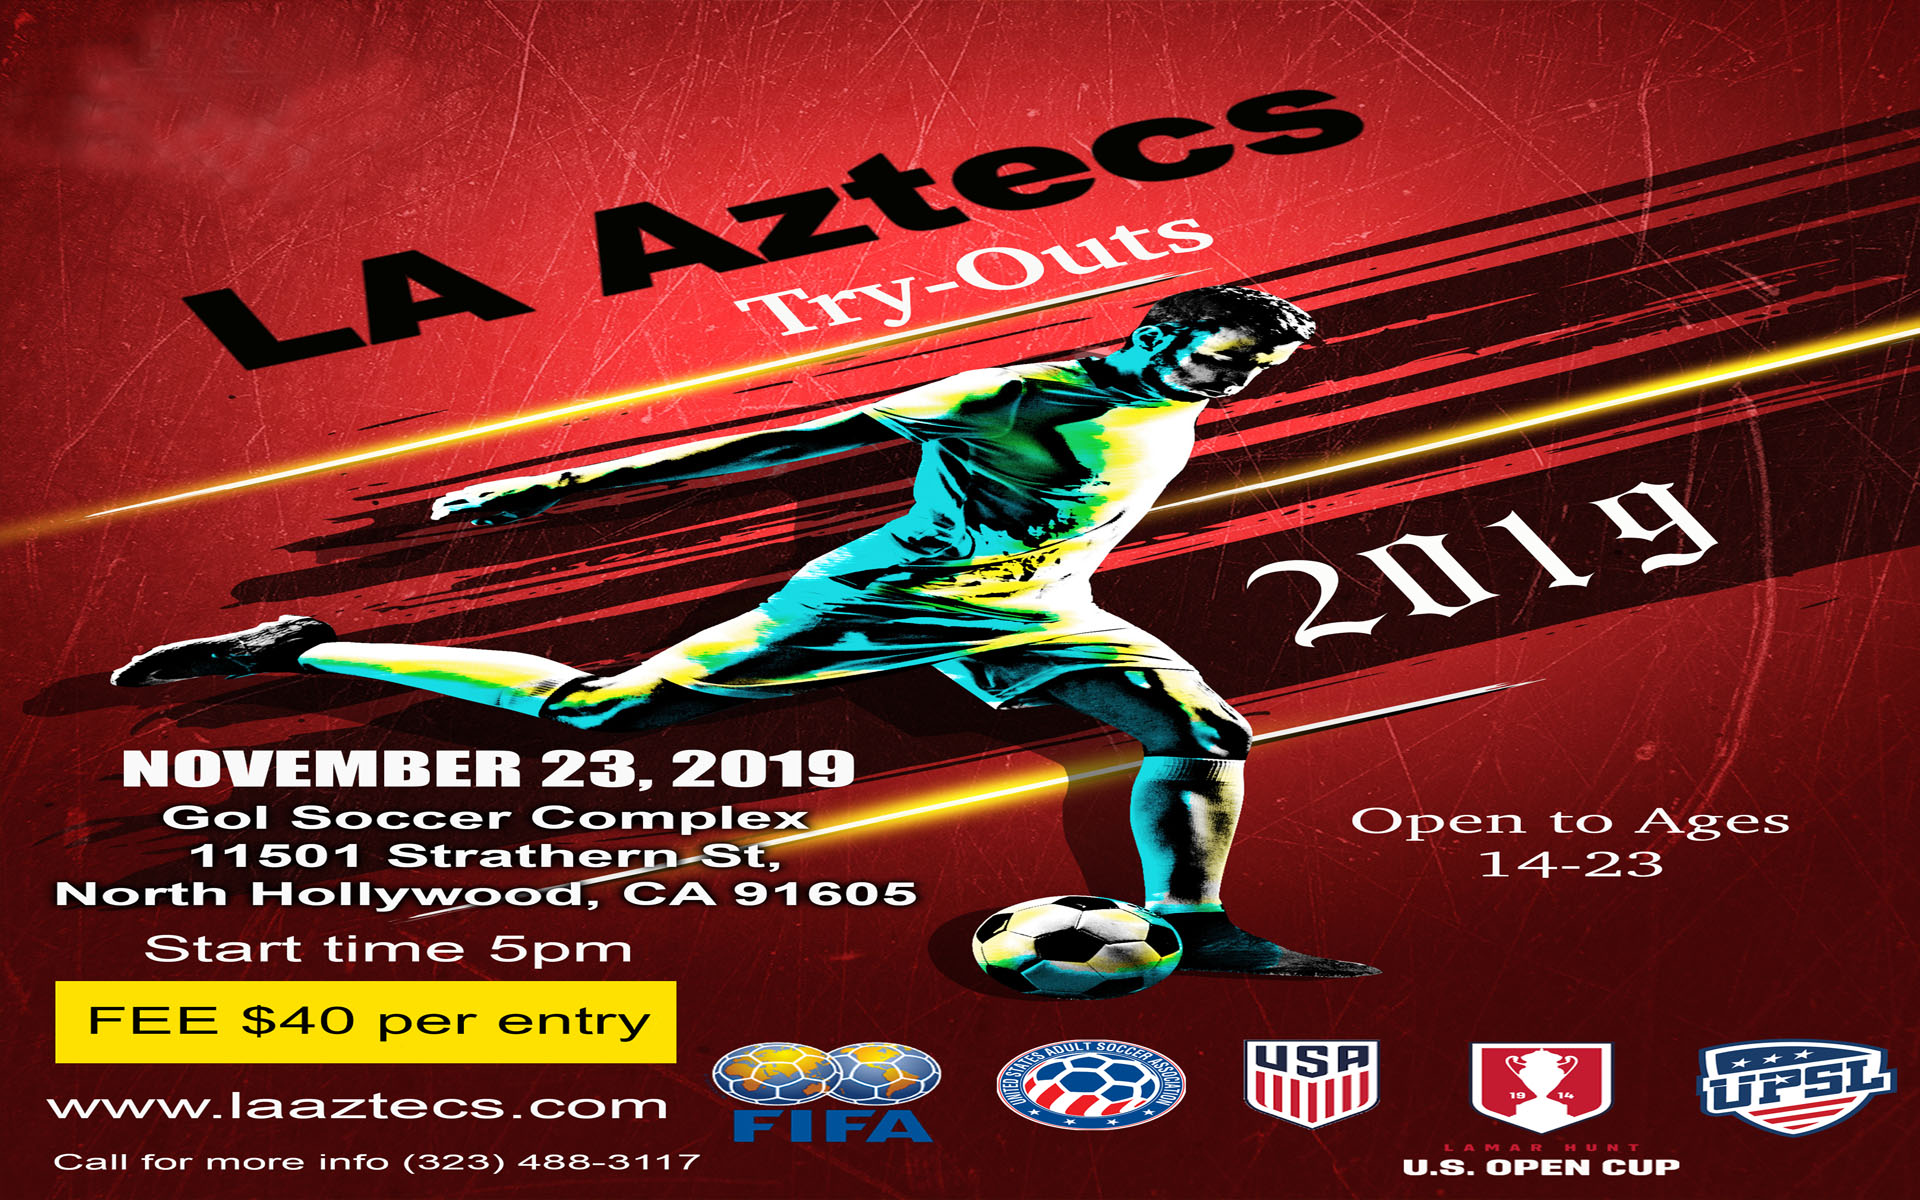 LA Aztecs
Try-Outs
2019
NOVEMBER 23, 2019
Gol Soccer Complex
11501 Strathern St,
North Hollywood, CA 91605
Start time 5pm
FEE $40 per entry
www.laaztecs.com
Call for more info (323) 488-3117
Open to Ages
14-23
FIFA
UNITED STATES ADULT SOCCER ASSOCIATION
USA
19 14
LAMAR HUNT
U.S. OPEN CUP
UPSL